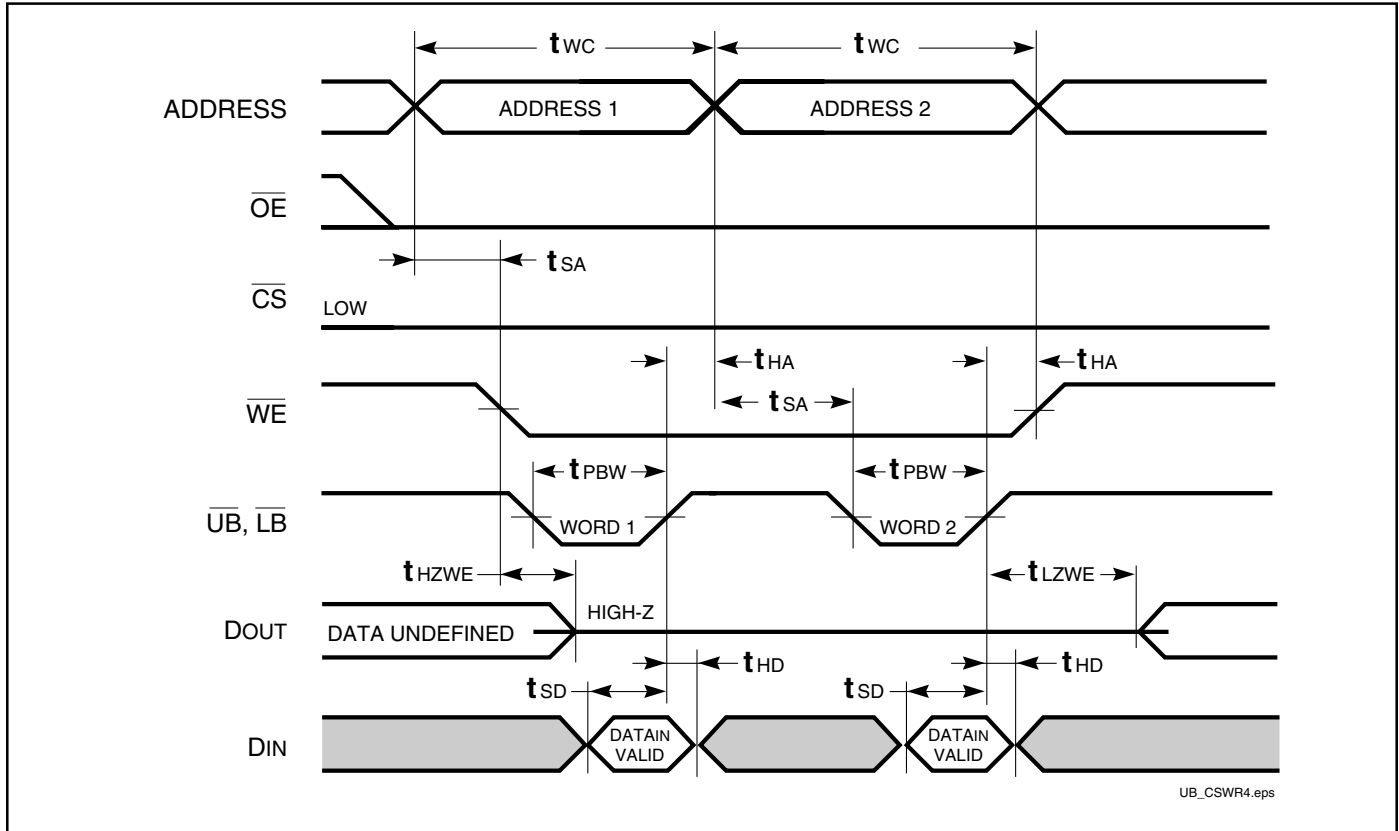 tWC tWC
ADDRESS ADDRESS 1 ADDRESS 2
OE
tSA
CS LOW
tHA tHA
WE tSA
tPBW tPBW
UB, LB WORD 1 WORD 2
tHZWE tLZWE
HIGH-Z
DOUT DATA UNDEFINED
tHD tHD
tSD tSD
DIN DATAIN VALID DATAIN VALID
UB_CSWR4.eps